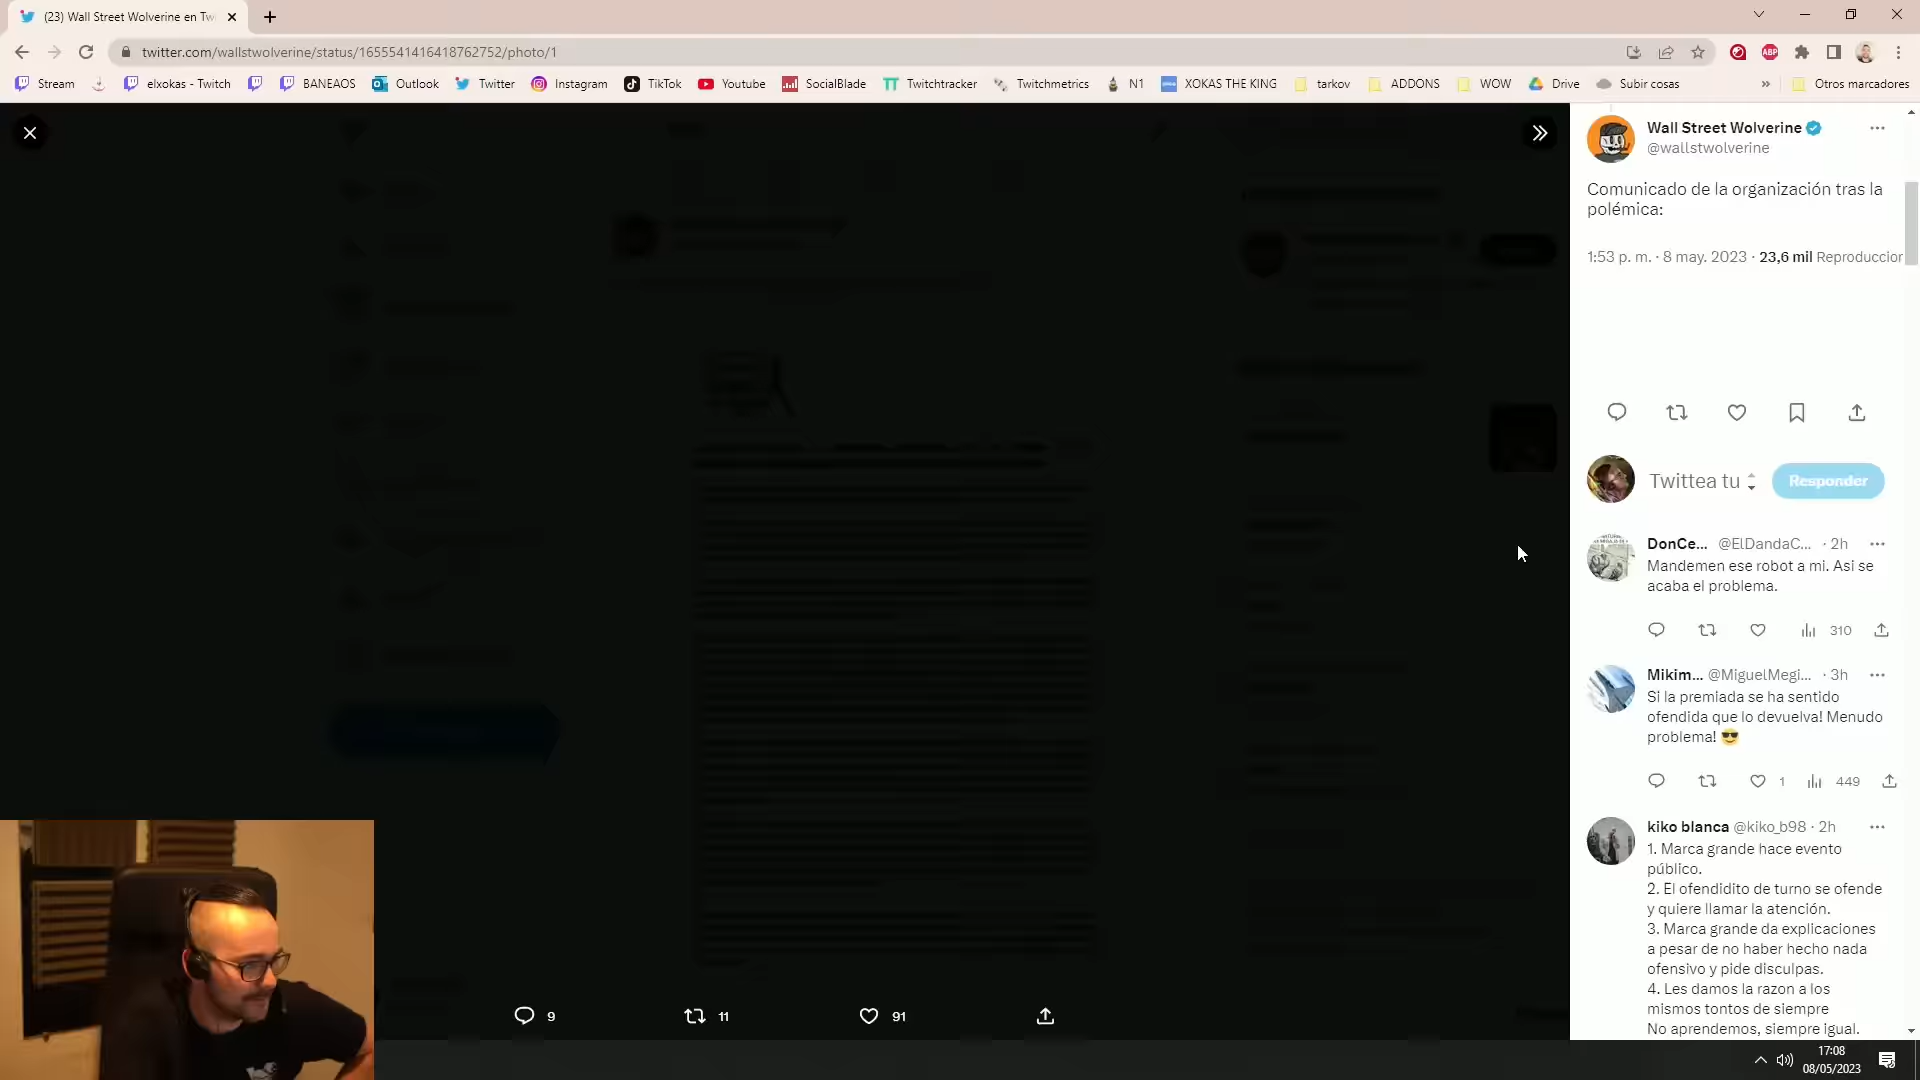 (23) Wall Street Wolverine en Tw
twitter.com/wallstwolverine/status/1655541416418762752/photo/1
ABP
Stream
elxokas - Twitch
BANEAOS
Outlook
Twitter
Instagram
TikTok
Youtube
SocialBlade
Twitchtracker
Twitchmetrics
N1
XOKAS THE KING
tarkov
ADDONS
WOW
Drive
Subir cosas
»
Otros marcadores
Wall Street Wolverine
@wallstwolverine
Comunicado de la organización tras la
polémica:
1:53 p. m. · 8 may. 2023 · 23,6 mil Reproduccior
Twittea tu
Responder
DonCe... @ElDandaC... · 2h
Mandemen ese robot a mi. Asi se
acaba el problema.
310
Mikim... @MiguelMegi... · 3h
Si la premiada se ha sentido
ofendida que lo devuelva! Menudo
problema! 😎
1 449
kiko blanca @kiko_b98 · 2h
1. Marca grande hace evento
público.
2. El ofendidito de turno se ofende
y quiere llamar la atención.
3. Marca grande da explicaciones
a pesar de no haber hecho nada
ofensivo y pide disculpas.
4. Les damos la razon a los
mismos tontos de siempre
No aprendemos, siempre igual.
9 11 91
17:08
08/05/2023